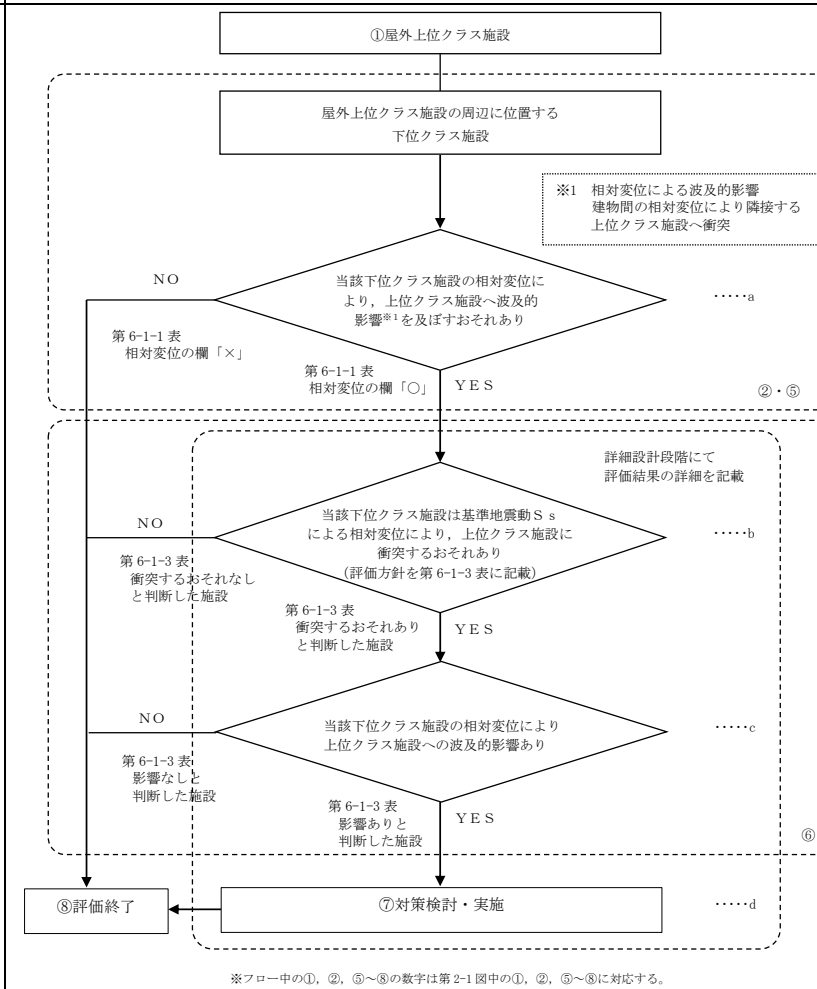 ①屋外上位クラス施設
屋外上位クラス施設の周辺に位置する
下位クラス施設
※1　相対変位による波及的影響
建物間の相対変位により隣接する
上位クラス施設へ衝突
当該下位クラス施設の相対変位に
より，上位クラス施設へ波及的
影響※1を及ぼすおそれあり
NO
‥‥‥a
第 6-1-1 表
相対変位の欄「×」
第 6-1-1 表
相対変位の欄「○」
YES
②・⑤
詳細設計段階にて
評価結果の詳細を記載
当該下位クラス施設は基準地震動Ｓｓ
による相対変位により，上位クラス施設に
衝突するおそれあり
(評価方針を第 6-1-3 表に記載)
NO
‥‥‥b
第 6-1-3 表
衝突するおそれなし
と判断した施設
第 6-1-3 表
衝突するおそれあり
と判断した施設
YES
当該下位クラス施設の相対変位により
上位クラス施設への波及的影響あり
NO
‥‥‥c
第 6-1-3 表
影響なしと
判断した施設
第 6-1-3 表
影響ありと
判断した施設
YES
⑥
⑧評価終了
⑦対策検討・実施
‥‥‥d
※フロー中の①，②，⑤～⑧の数字は第 2-1 図中の①，②，⑤～⑧に対応する。